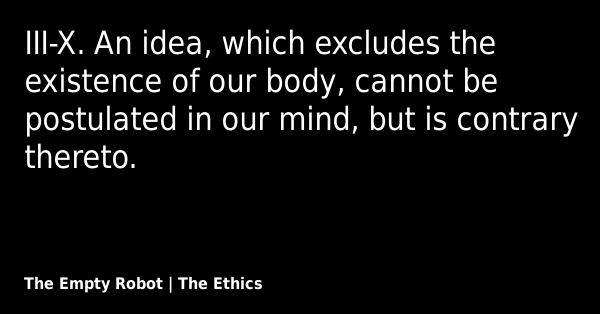 III-X. An idea, which excludes the
existence of our body, cannot be
postulated in our mind, but is contrary
thereto.
The Empty Robot | The Ethics